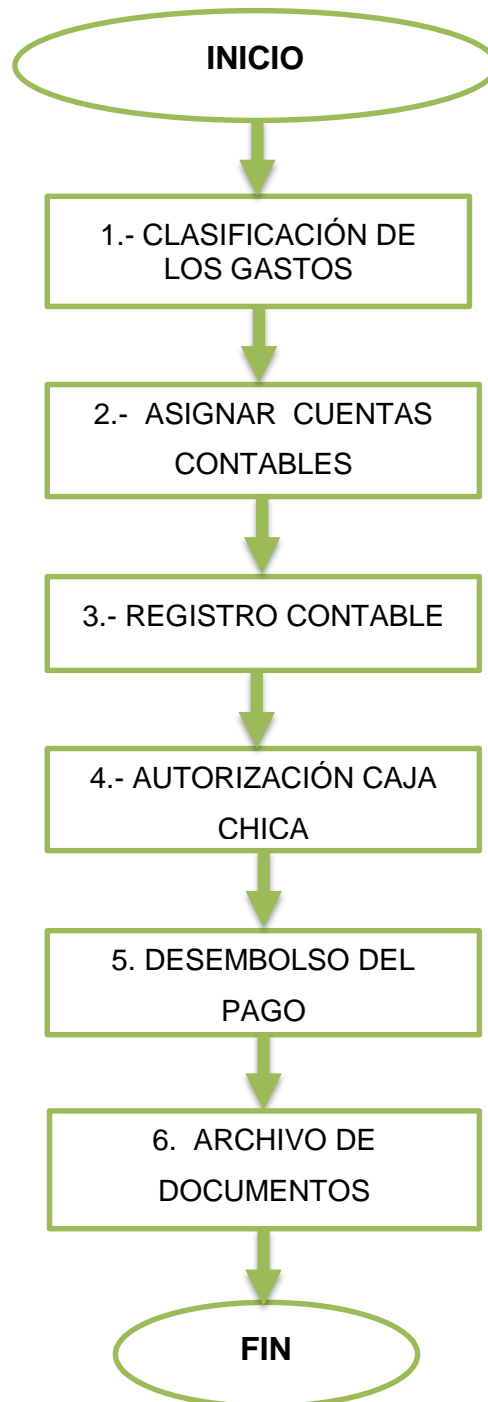 INICIO
1.- CLASIFICACIÓN DE
LOS GASTOS
2.- ASIGNAR CUENTAS
CONTABLES
3.- REGISTRO CONTABLE
4.- AUTORIZACIÓN CAJA
CHICA
5. DESEMBOLSO DEL
PAGO
6. ARCHIVO DE
DOCUMENTOS
FIN